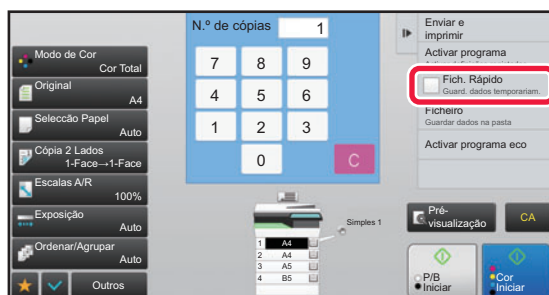 Modo de Cor
Cor Total
Original
A4
Seleccão Papel
Auto
Cópia 2 Lados
1-Face→1-Face
Escalas A/R
100%
Exposição
Auto
Ordenar/Agrupar
Auto
Outros
N.º de cópias
1
7 8 9
4 5 6
1 2 3
0 C
Simples 1
1 A4
2 A4
3 A5
4 B5
Enviar e
imprimir
Activar programa
Fich. Rápido
Guard. dados temporariam.
Ficheiro
Guardar dados na pasta
Activar programa eco
Pré-
visualização
CA
P/B
Iniciar
Cor
Iniciar